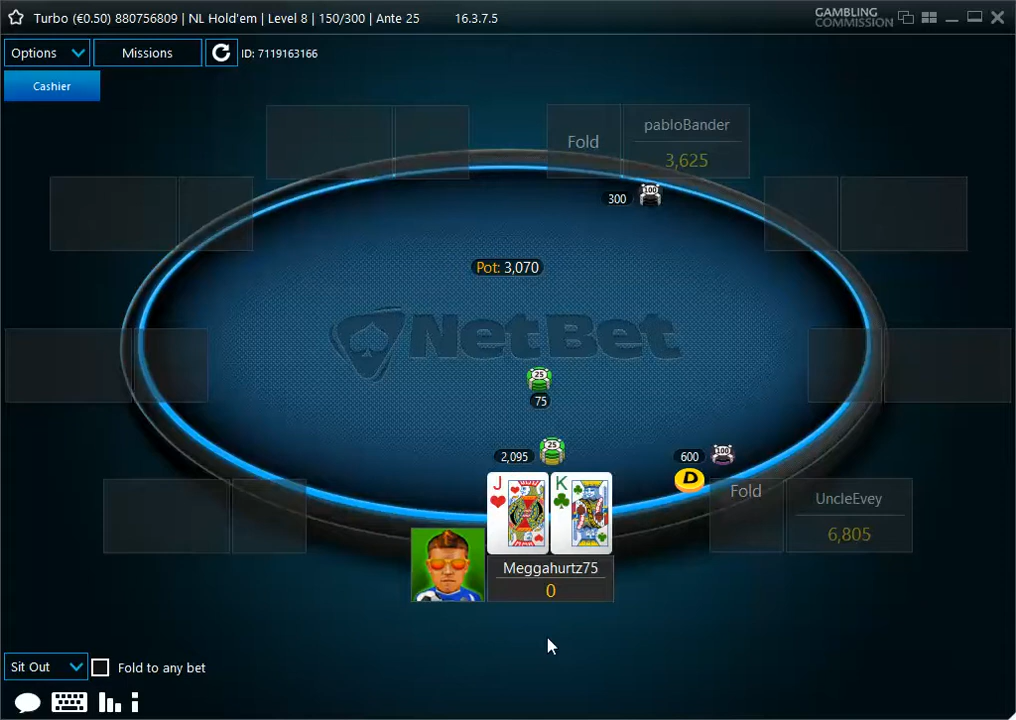 Turbo (€0.50) 880756809 | NL Hold'em | Level 8 | 150/300 | Ante 25 16.3.7.5
GAMBLING
COMMISSION
Options Missions ID: 7119163166
Cashier
Fold pabloBander
3,625
300 100
Pot: 3,070
NetBet
25
75
2,095 25
600 100
D
J K
Fold UncleEvey
6,805
Meggahurtz75
0
Sit Out Fold to any bet